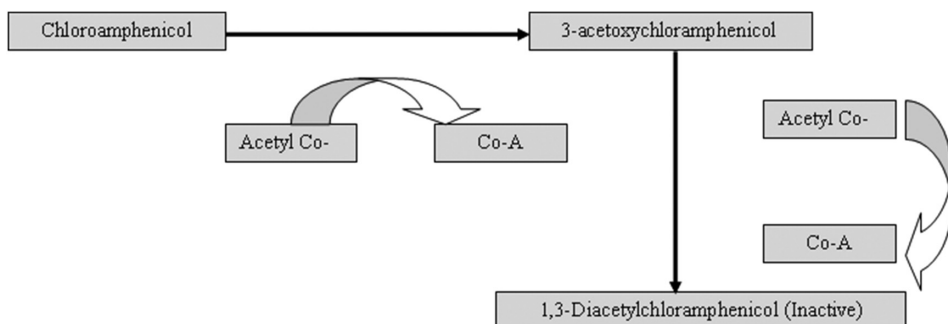 Chloroamphenicol
3-acetoxychloramphenicol
Acetyl Co-
Co-A
Acetyl Co-
Co-A
1,3-Diacetylchloramphenicol (Inactive)